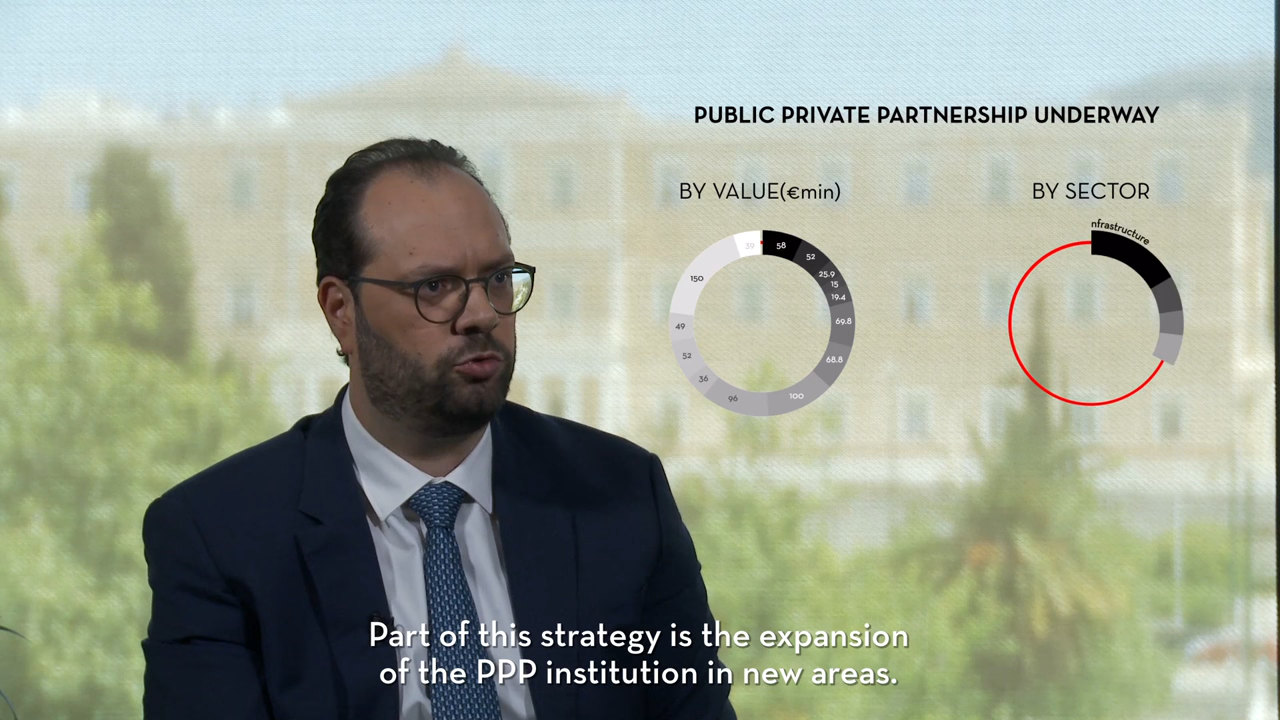 PUBLIC PRIVATE PARTNERSHIP UNDERWAY
BY VALUE(€min)
BY SECTOR
39
58
52
25.9
15
19.4
69.8
68.8
100
96
36
52
49
150
nfrastructure
Part of this strategy is the expansion
of the PPP institution in new areas.